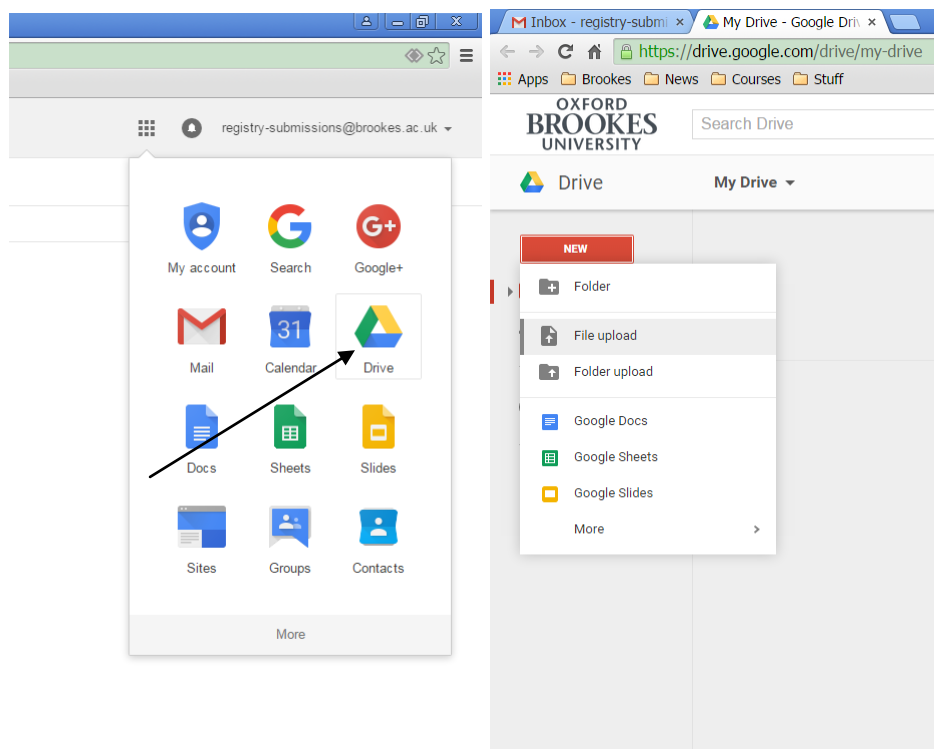 registry-submissions@brookes.ac.uk
My account Search Google+
G+
31
Mail Calendar Drive
Docs Sheets Slides
Sites Groups Contacts
More
Inbox - registry-submi × My Drive - Google Driv ×
https://drive.google.com/drive/my-drive
Apps Brookes News Courses Stuff
OXFORD
BROOKES
UNIVERSITY
Search Drive
Drive My Drive
NEW
Folder
File upload
Folder upload
Google Docs
Google Sheets
Google Slides
More